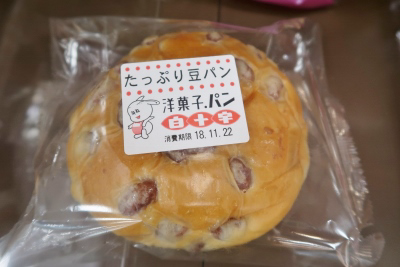 たっぷり豆パン
洋菓子.パン
白十字
消費期限 18.11.22